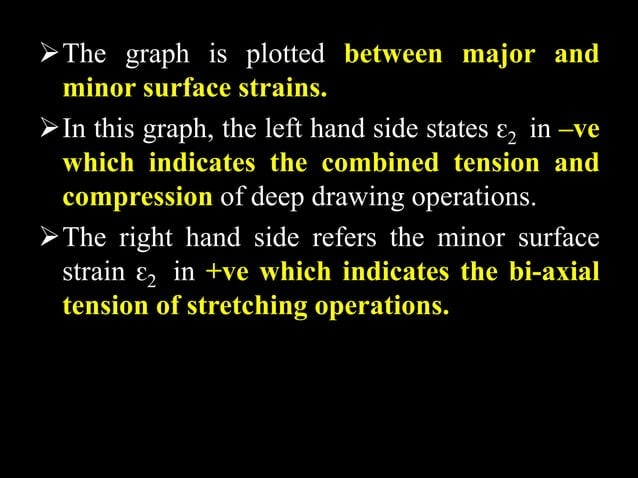 ➢The graph is plotted between major and
minor surface strains.
➢In this graph, the left hand side states ε₂ in –ve
which indicates the combined tension and
compression of deep drawing operations.
➢The right hand side refers the minor surface
strain ε₂ in +ve which indicates the bi-axial
tension of stretching operations.